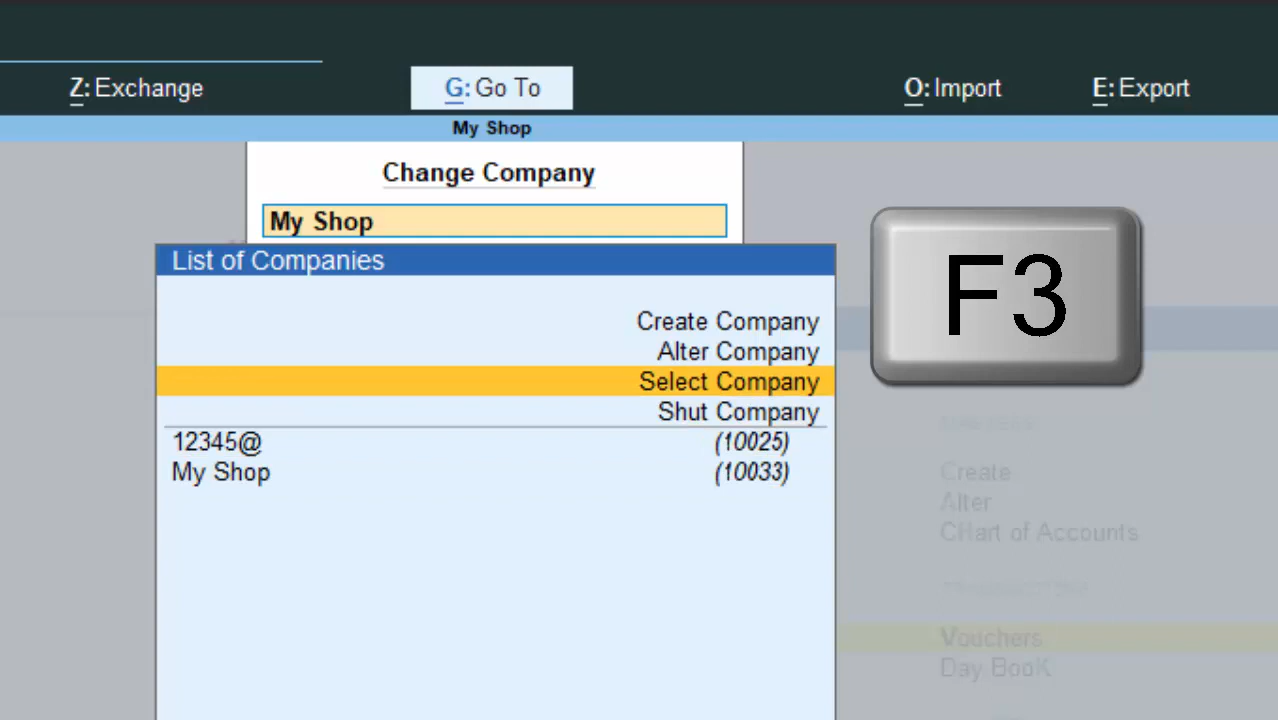 Z: Exchange
G: Go To
O: Import
E: Export
My Shop
Change Company
My Shop
List of Companies
Create Company
Alter Company
Select Company
Shut Company
12345@ (10025)
My Shop (10033)
F3
Create
Alter
CHart of Accounts
Vouchers
Day BooK